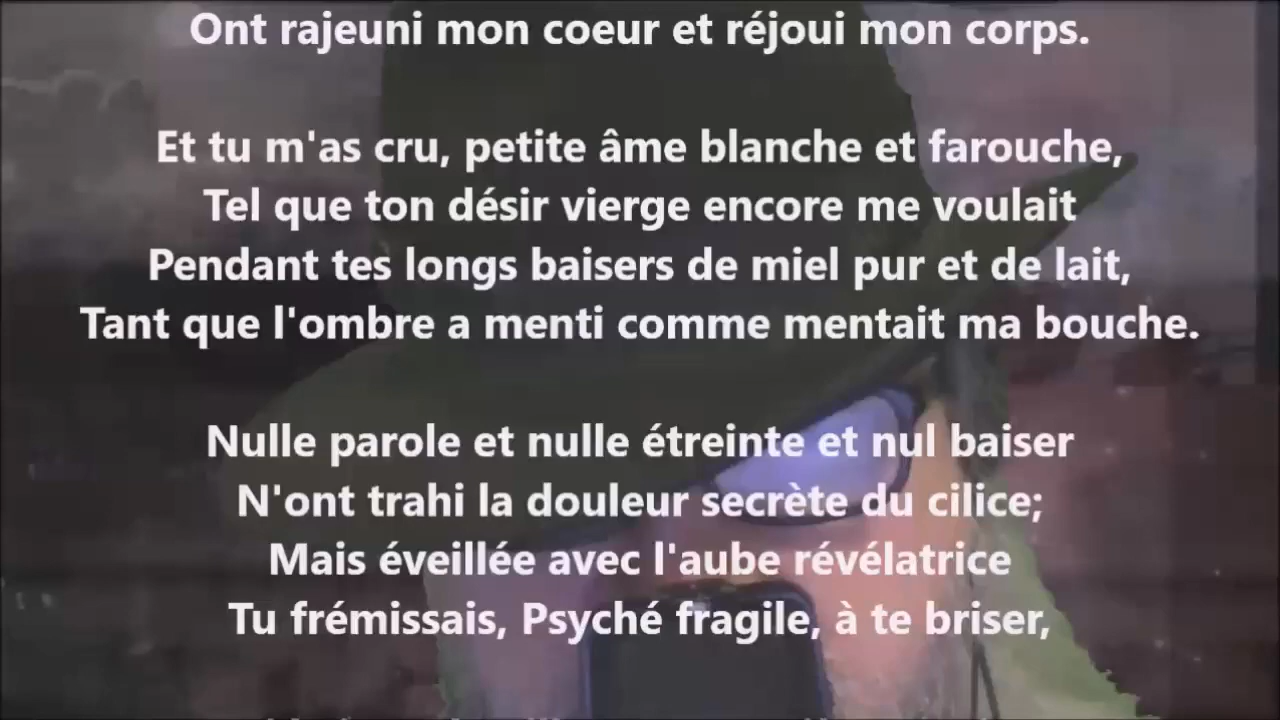 Ont rajeuni mon coeur et réjoui mon corps.
Et tu m'as cru, petite âme blanche et farouche,
Tel que ton désir vierge encore me voulait
Pendant tes longs baisers de miel pur et de lait,
Tant que l'ombre a menti comme mentait ma bouche.
Nulle parole et nulle étreinte et nul baiser
N'ont trahi la douleur secrète du cilice;
Mais éveillée avec l'aube révélatrice
Tu frémissais, Psyché fragile, à te briser,